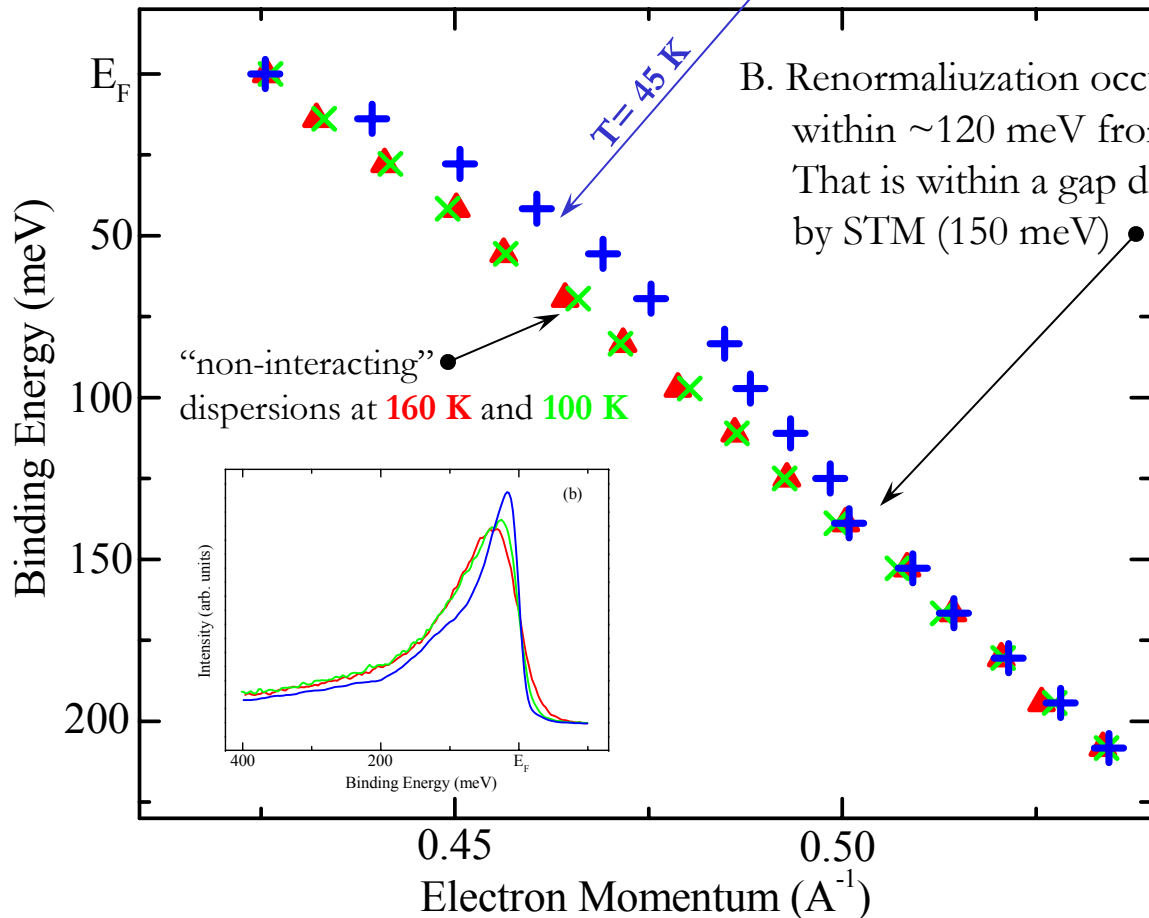 E_F
T= 45 K
B. Renormaliuzation occu
within ~120 meV from
That is within a gap d
by STM (150 meV)
50
Binding Energy (meV)
"non-interacting"
dispersions at 160 K and 100 K
100
150
200
(b)
Intensity (arb. units)
400
200
E_F
Binding Energy (meV)
0.45
0.50
Electron Momentum (A^-1)